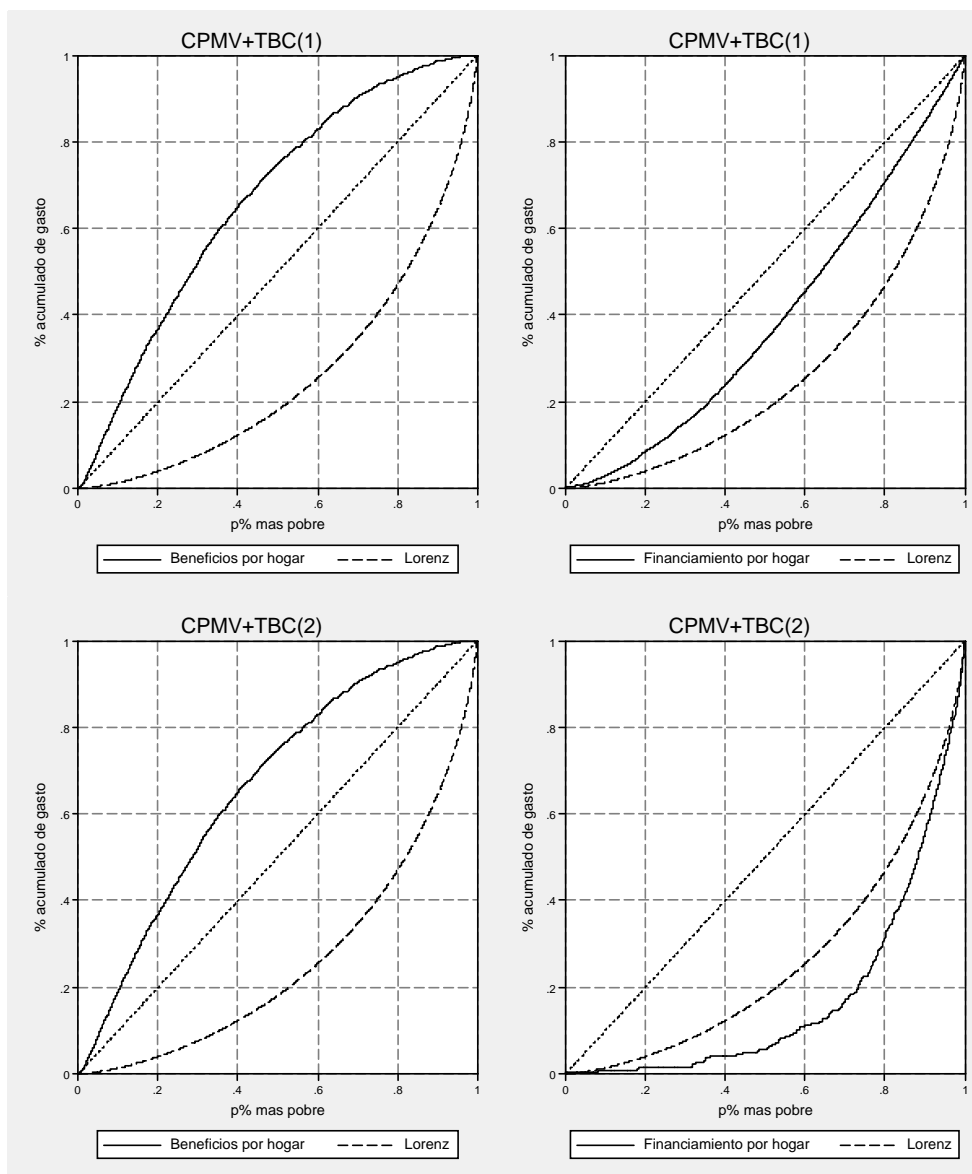 CPMV+TBC(1)
1
.8
.6
.4
.2
0
% acumulado de gasto
0 .2 .4 .6 .8 1
p% mas pobre
Beneficios por hogar Lorenz
CPMV+TBC(1)
1
.8
.6
.4
.2
0
% acumulado de gasto
0 .2 .4 .6 .8 1
p% mas pobre
Financiamiento por hogar Lorenz
CPMV+TBC(2)
1
.8
.6
.4
.2
0
% acumulado de gasto
0 .2 .4 .6 .8 1
p% mas pobre
Beneficios por hogar Lorenz
CPMV+TBC(2)
1
.8
.6
.4
.2
0
% acumulado de gasto
0 .2 .4 .6 .8 1
p% mas pobre
Financiamiento por hogar Lorenz